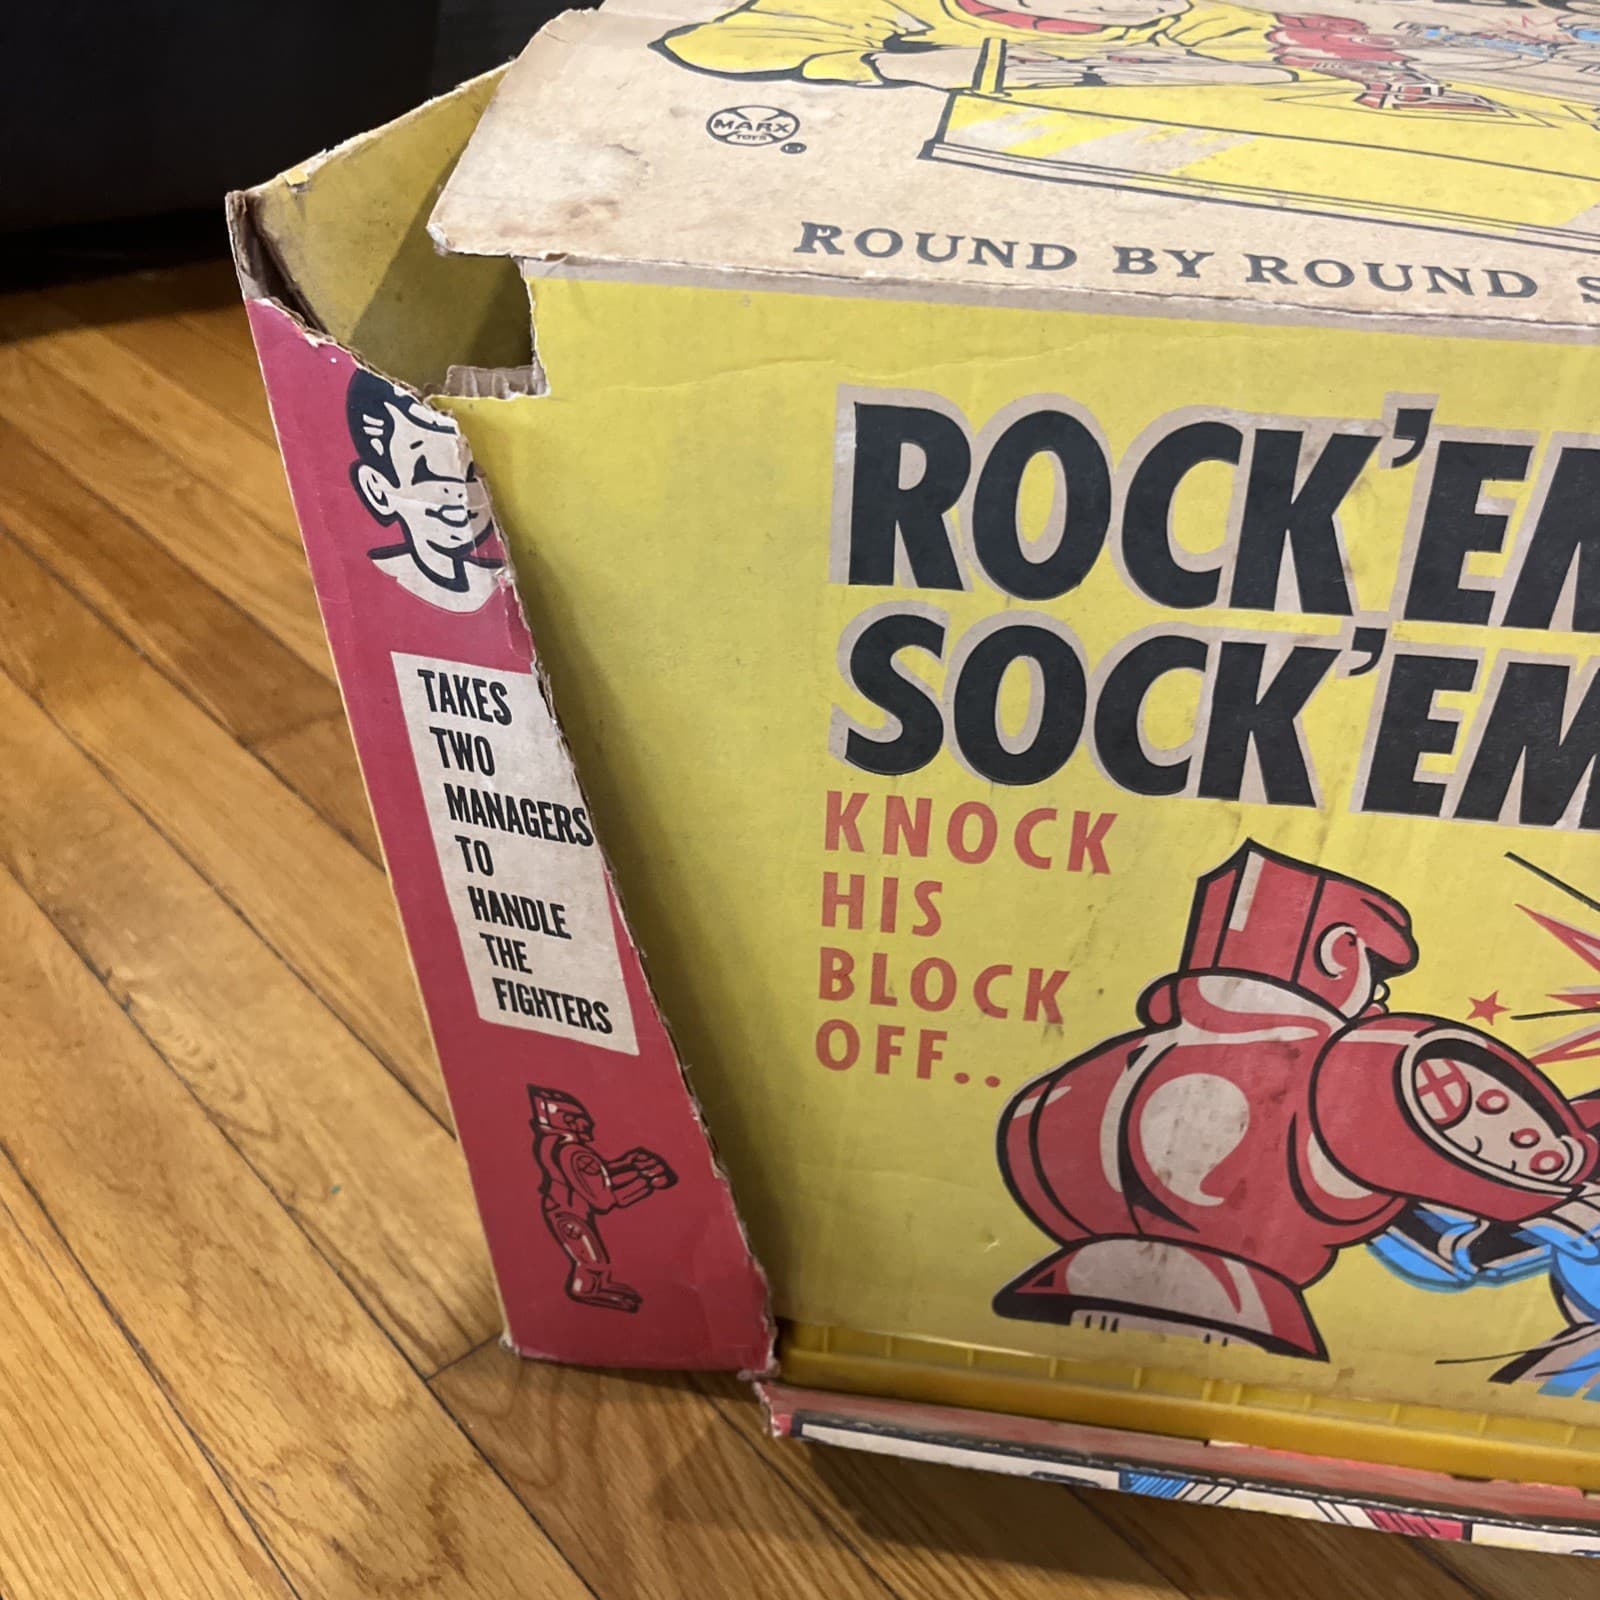 MARX
TOYS
ROUND BY ROUND
ROCK'EM
SOCK'EM
KNOCK
HIS
BLOCK
OFF..
TAKES
TWO
MANAGERS
TO
HANDLE
THE
FIGHTERS